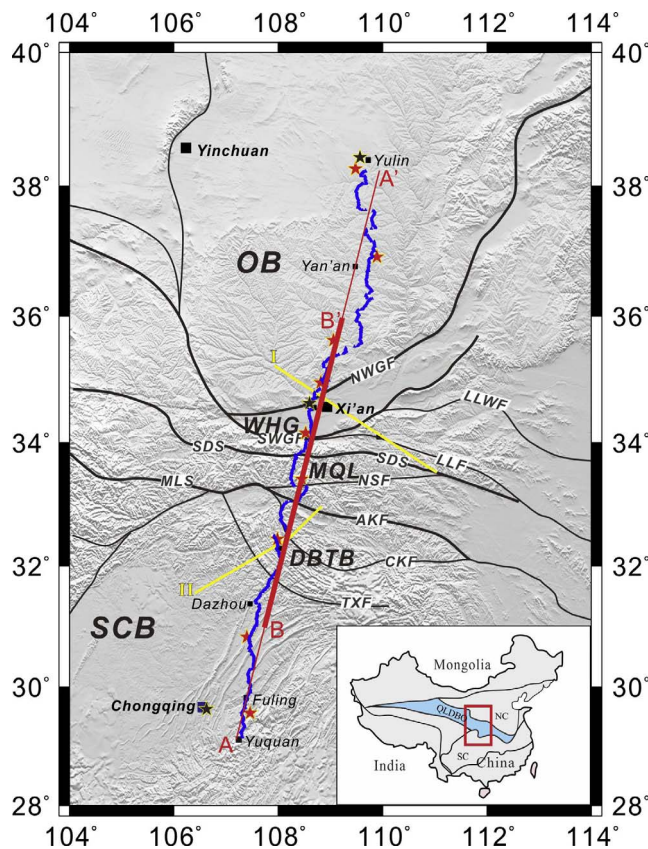 104° 106° 108° 110° 112° 114°
40°
38°
36°
34°
32°
30°
28°
40°
38°
36°
34°
32°
30°
28°
Yinchuan
Yulin
A'
OB
Yan'an
B'
I
NWGF
Xi'an
LLWF
WHG
SWGF
SDS
SDS
LLF
MLS
MQL
NSF
AKF
DBTB
CKF
II
Dazhou
TXF
SCB
B
Chongqing
Fuling
A
Yuquan
Mongolia
QLDBO
NC
India
SC
China
104° 106° 108° 110° 112° 114°